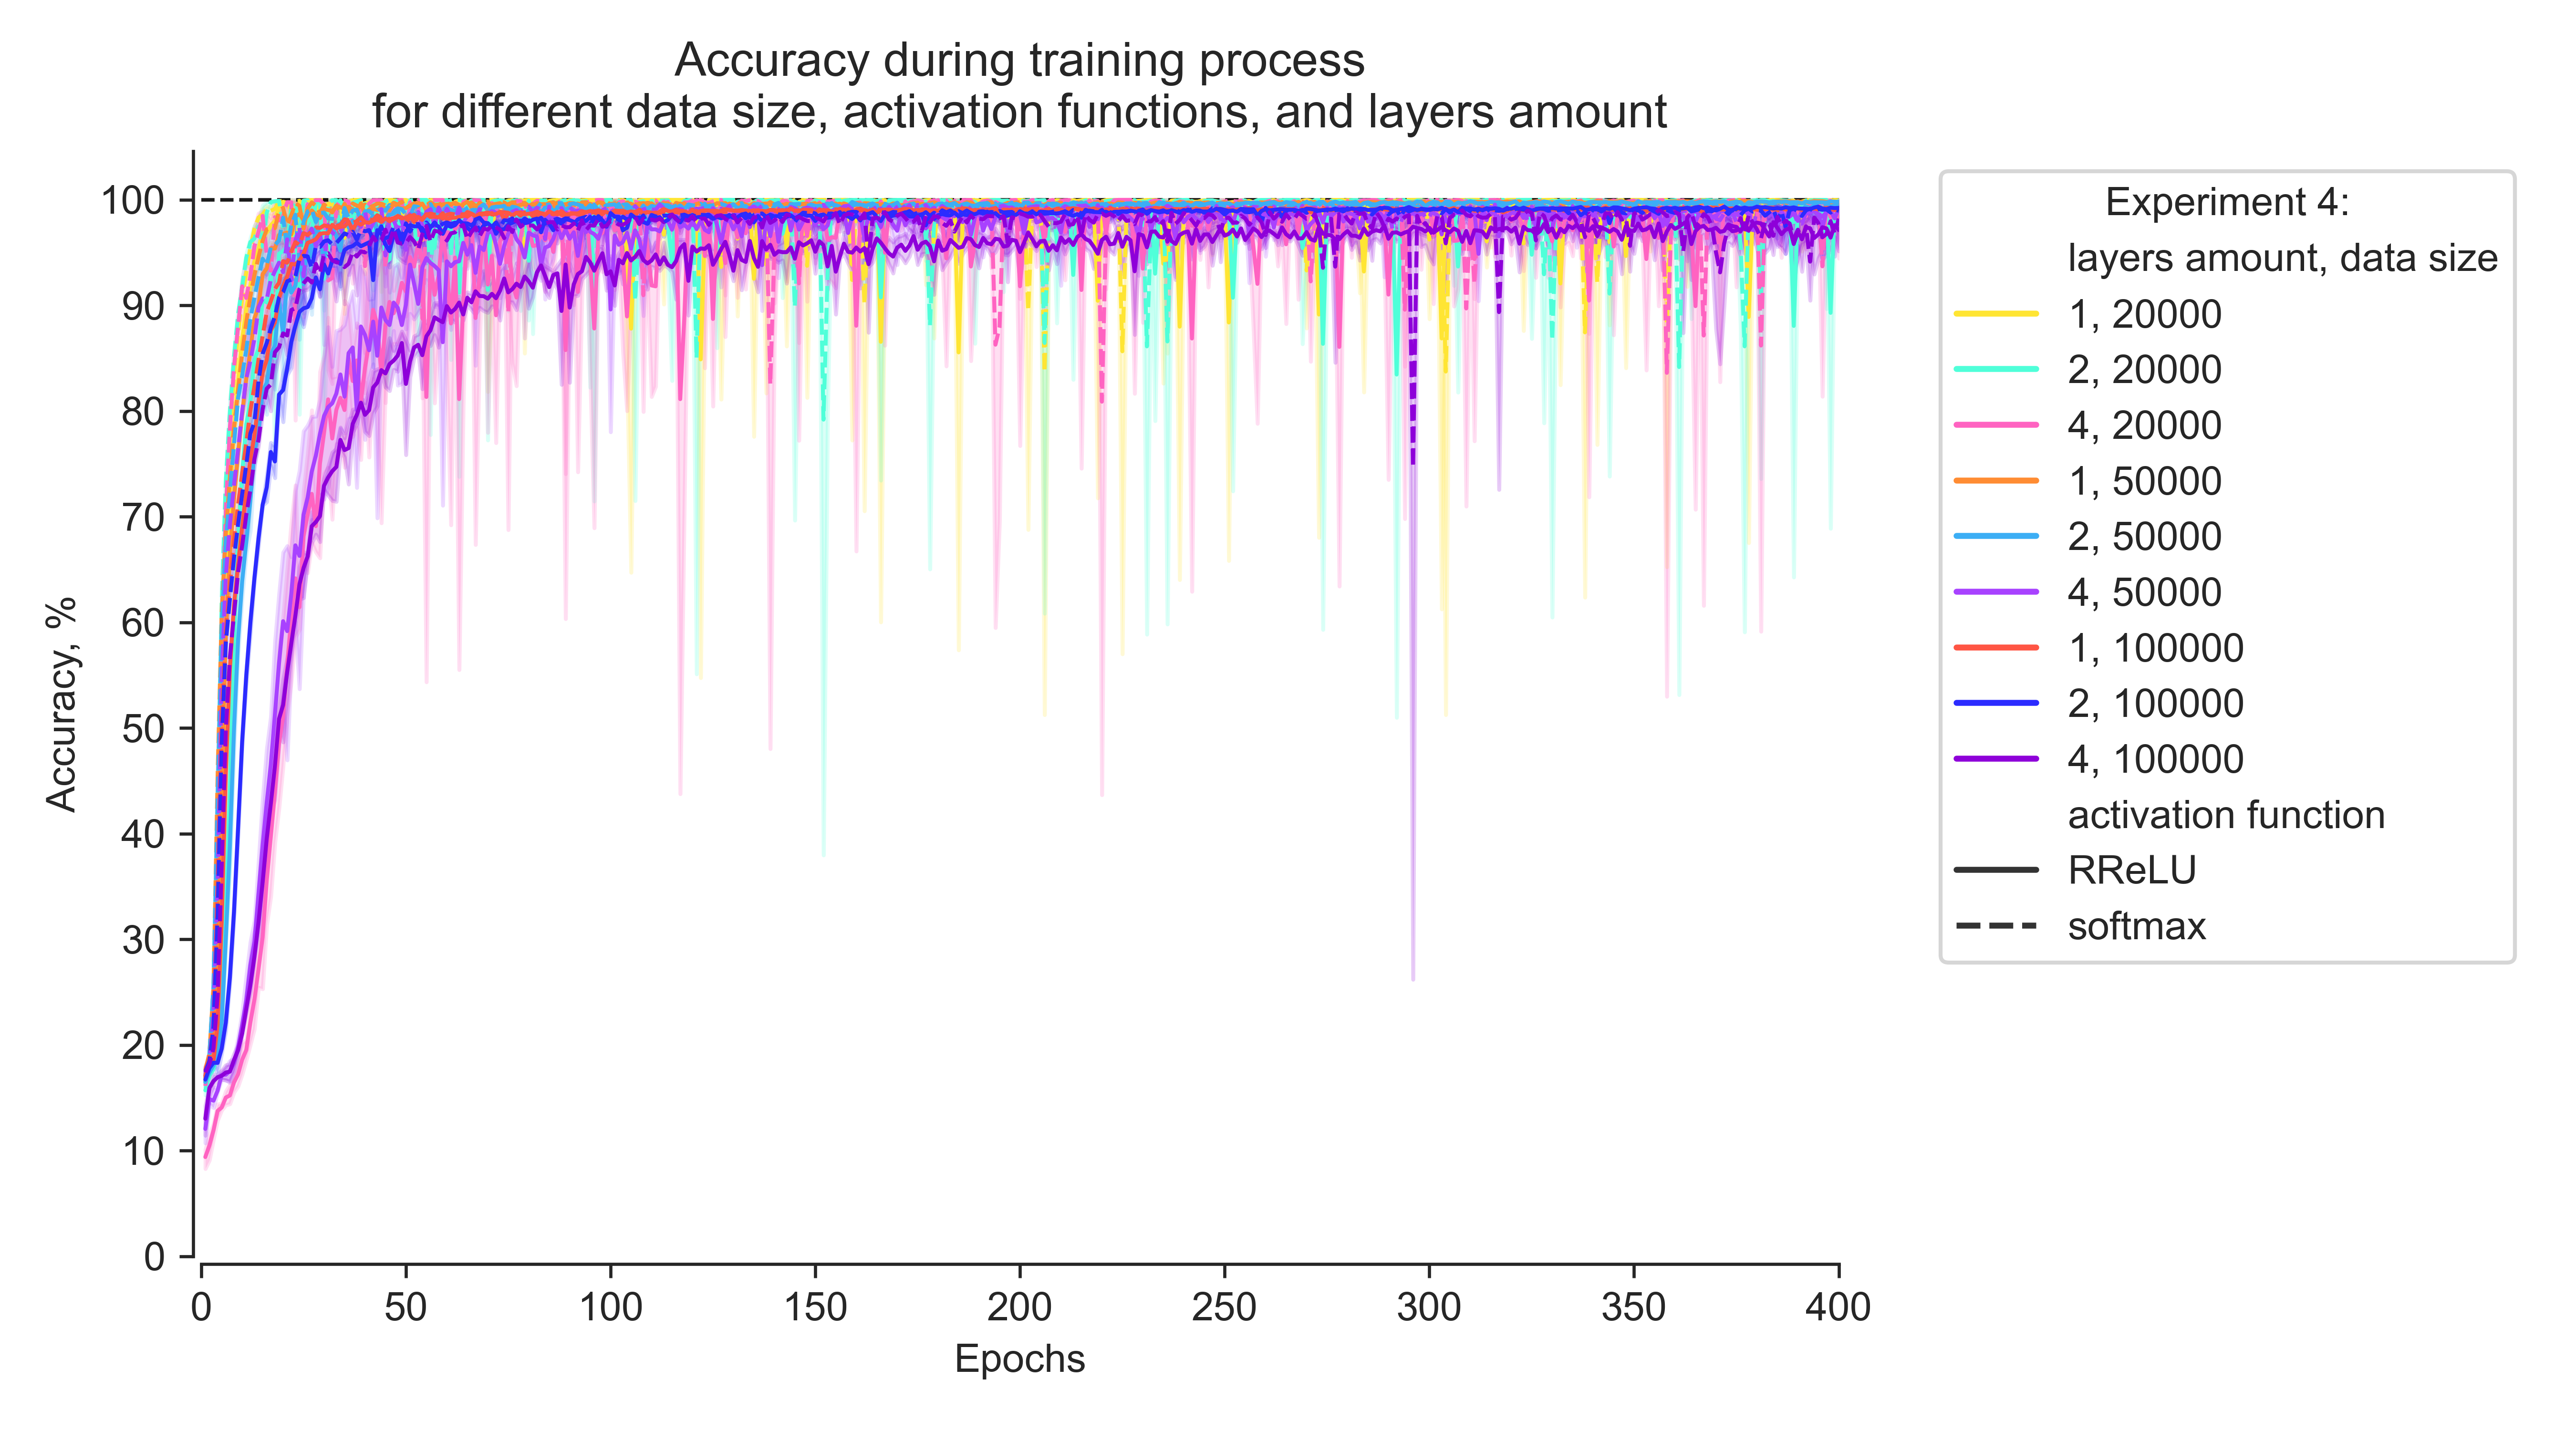 Accuracy during training process
for different data size, activation functions, and layers amount
Accuracy, %
100
90
80
70
60
50
40
30
20
10
0
0 50 100 150 200 250 300 350 400
Epochs
Experiment 4:
layers amount, data size
1, 20000
2, 20000
4, 20000
1, 50000
2, 50000
4, 50000
1, 100000
2, 100000
4, 100000
activation function
RReLU
softmax